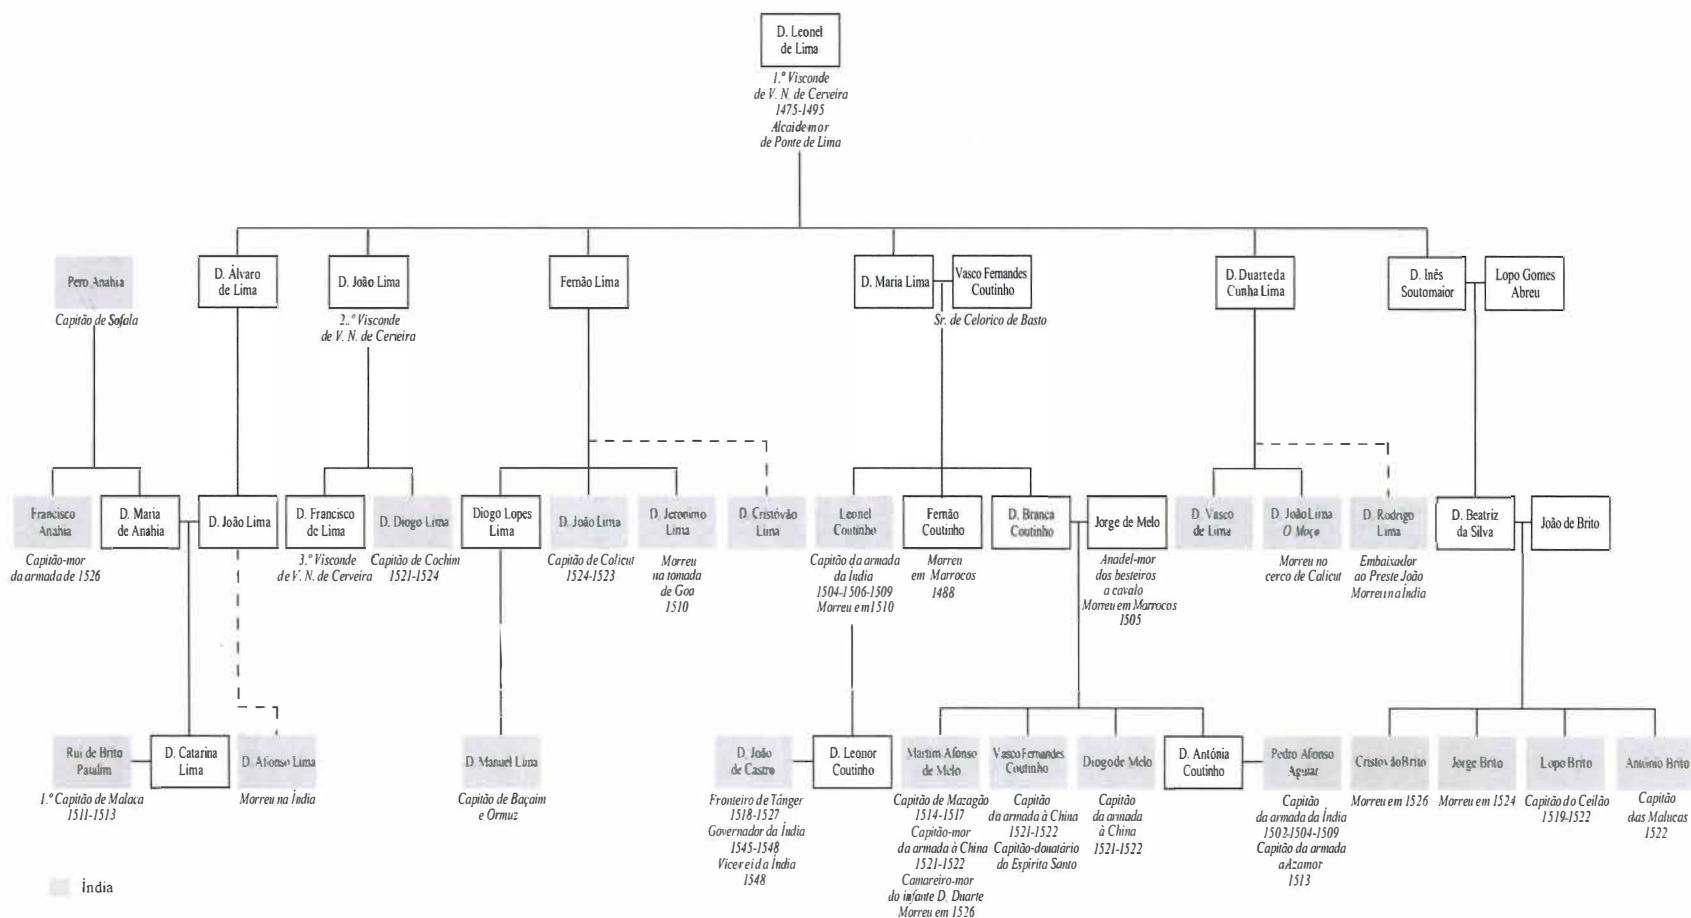 D. Leonel
de Lima
1.º Visconde
de V. N. de Cerveira
1475-1495
Alcaide-mor
de Ponte de Lima
Pero Anahia
Capitão de Sofala
D. Álvaro
de Lima
D. João Lima
2..º Visconde
de V. N. de Cerveira
Fernão Lima
D. Maria Lima
Vasco Fernandes
Coutinho
Sr. de Celorico de Basto
D. Duarte da
Cunha Lima
D. Inês
Soutomaior
Lopo Gomes
Abreu
Francisco
Anahia
Capitão-mor
da armada de 1526
D. Maria
de Anahia
D. João Lima
D. Francisco
de Lima
3.º Visconde
de V. N. de Cerveira
D. Diogo Lima
Capitão de Cochim
1521-1524
Diogo Lopes
Lima
D. João Lima
Capitão de Colicut
1524-1523
D. Jeronimo
Lima
Morreu
na tomada
de Goa
1510
D. Cristóvão
Lima
Leonel
Coutinho
Capitão da armada
da Índia
1504-1506-1509
Morreu em 1510
Fernão
Coutinho
Morreu
em Marrocos
1488
D. Branca
Coutinho
Jorge de Melo
Anadel-mor
dos besteiros
a cavalo
Morreu em Marrocos
1505
D. Vasco
de Lima
D. João Lima
O Moço
Morreu no
cerco de Calicut
D. Rodrigo
Lima
Embaixador
ao Preste João
Morreu na Índia
D. Beatriz
da Silva
João de Brito
Rui de Brito
Patalim
1.º Capitão de Malaca
1511-1513
D. Catarina
Lima
D. Afonso Lima
Morreu na Índia
D. Manuel Lima
Capitão de Baçaim
e Ormuz
D. João
de Castro
Fronteiro de Tânger
1518-1527
Governador da Índia
1545-1548
Vice rei da Índia
1548
D. Leonor
Coutinho
Martim Afonso
de Melo
Capitão de Mazagão
1514-1517
Capitão-mor
da armada à China
1521-1522
Camareiro-mor
do infante D. Duarte
Morreu em 1526
Vasco Fernandes
Coutinho
Capitão
da armada à China
1521-1522
Capitão-donatário
do Espírita Santo
Diogo de Melo
Capitão
da armada
à China
1521-1522
D. Antónia
Coutinho
Pedro Afonso
Aguiar
Capitão
da armada da Índia
1502-1504-1509
Capitão da armada
a Azamor
1513
Cristovão Brito
Morreu em 1526
Jorge Brito
Morreu em 1524
Lopo Brito
Capitão do Ceilão
1519-1522
António Brito
Capitão
das Malucas
1522
Índia